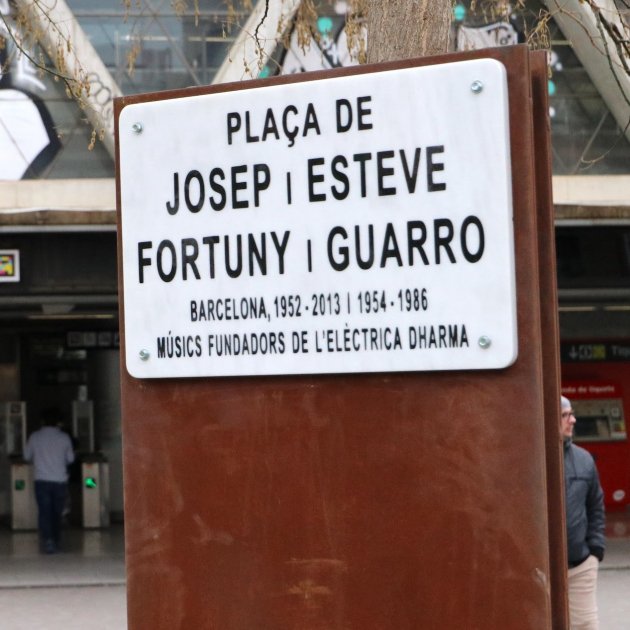 PLAÇA DE
JOSEP I ESTEVE
FORTUNY I GUARRO
BARCELONA, 1952 - 2013 I 1954 - 1986
MÚSICS FUNDADORS DE L'ELÈCTRICA DHARMA